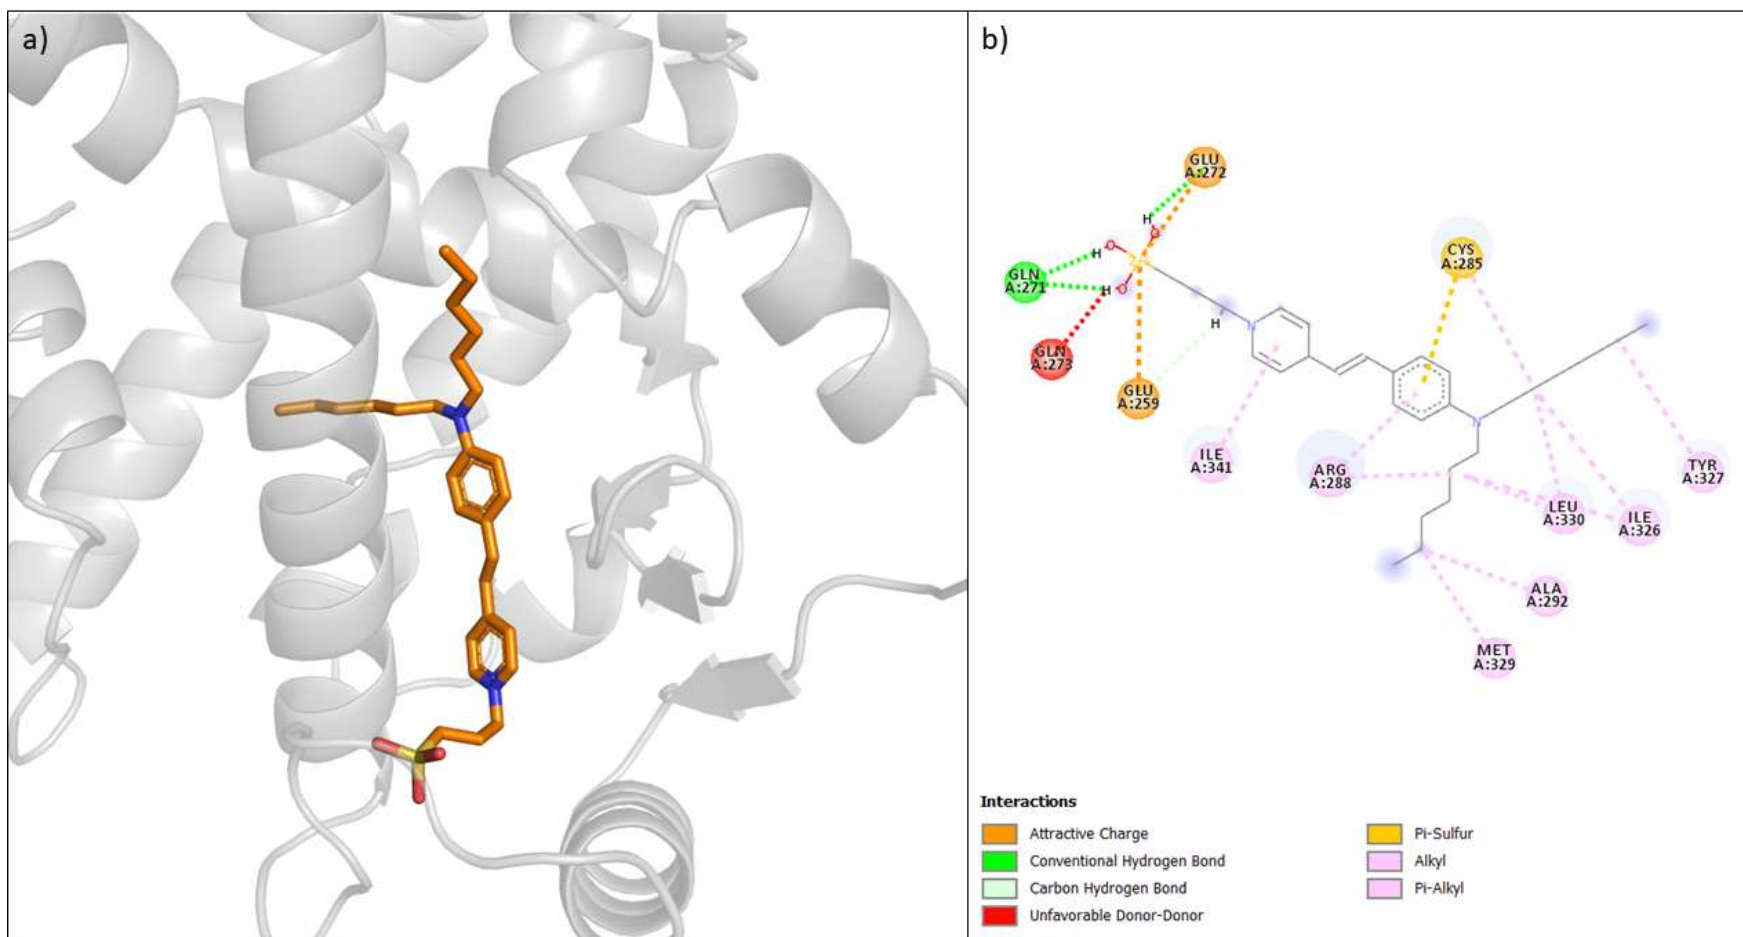 a)
b)
GLU
A:272
CYS
A:285
H
O
H
O
GLN
A:271
H
O
GLN
A:273
H
N
GLU
A:259
N
ILE
A:341
ARG
A:288
TYR
A:327
LEU
A:330
ILE
A:326
ALA
A:292
MET
A:329
Interactions
Attractive Charge
Conventional Hydrogen Bond
Carbon Hydrogen Bond
Unfavorable Donor-Donor
Pi-Sulfur
Alkyl
Pi-Alkyl